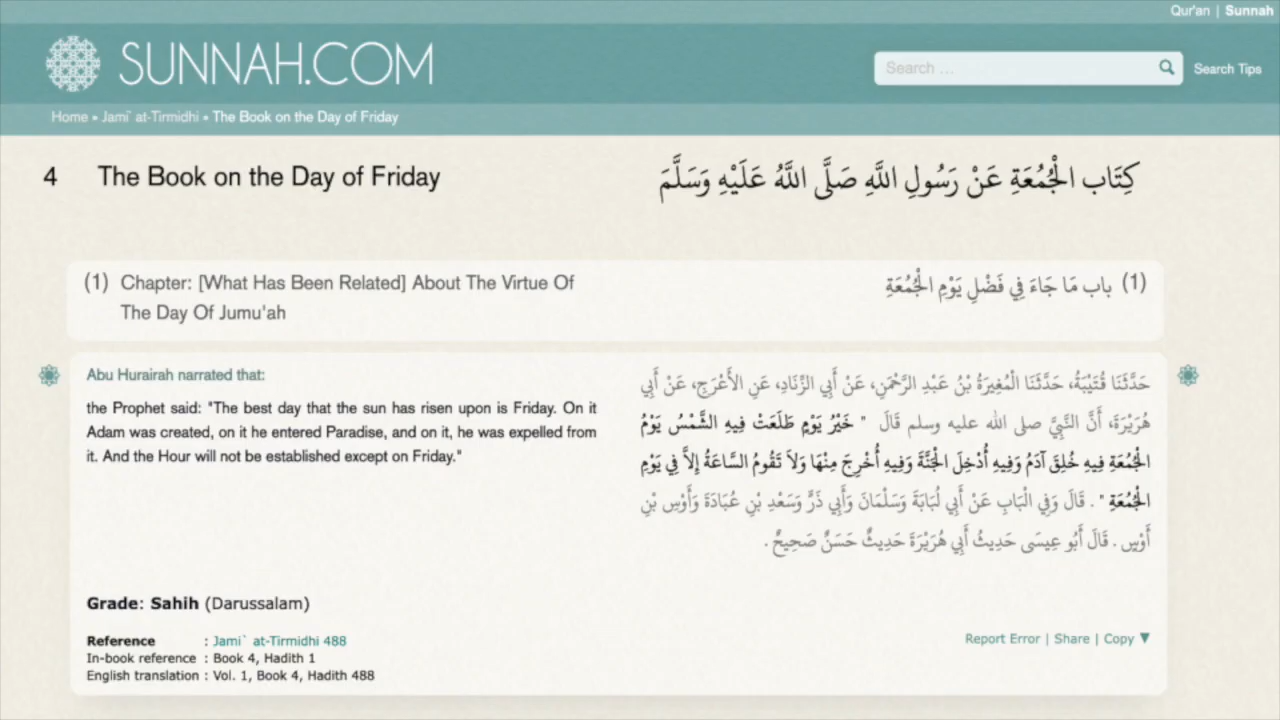 Qur'an | Sunnah
SUNNAH.COM
Search ...
Search Tips
Home » Jami` at-Tirmidhi » The Book on the Day of Friday
4 The Book on the Day of Friday
كِتَاب الْجُمُعَةِ عَنْ رَسُولِ اللَّهِ صَلَّى اللَّهُ عَلَيْهِ وَسَلَّمَ
(1) Chapter: [What Has Been Related] About The Virtue Of
The Day Of Jumu'ah
(1) باب مَا جَاءَ فِي فَضْلِ يَوْمِ الْجُمُعَةِ
Abu Hurairah narrated that:
the Prophet said: "The best day that the sun has risen upon is Friday. On it
Adam was created, on it he entered Paradise, and on it, he was expelled from
it. And the Hour will not be established except on Friday."
حَدَّثَنَا قُتَيْبَةُ، حَدَّثَنَا الْمُغِيرَةُ بْنُ عَبْدِ الرَّحْمَنِ، عَنْ أَبِي الزِّنَادِ، عَنِ الأَعْرَجِ، عَنْ أَبِي
هُرَيْرَةَ، أَنَّ النَّبِيَّ صلى الله عليه وسلم قَالَ " خَيْرُ يَوْمٍ طَلَعَتْ فِيهِ الشَّمْسُ يَوْمُ
الْجُمُعَةِ فِيهِ خُلِقَ آدَمُ وَفِيهِ أُدْخِلَ الْجَنَّةَ وَفِيهِ أُخْرِجَ مِنْهَا وَلاَ تَقُومُ السَّاعَةُ إِلاَّ فِي يَوْمِ
الْجُمُعَةِ " . قَالَ وَفِي الْبَابِ عَنْ أَبِي لُبَابَةَ وَسَلْمَانَ وَأَبِي ذَرٍّ وَسَعْدِ بْنِ عُبَادَةَ وَأَوْسِ بْنِ
أَوْسٍ . قَالَ أَبُو عِيسَى حَدِيثُ أَبِي هُرَيْرَةَ حَدِيثٌ حَسَنٌ صَحِيحٌ .
Grade: Sahih (Darussalam)
Reference : Jami` at-Tirmidhi 488
In-book reference : Book 4, Hadith 1
English translation : Vol. 1, Book 4, Hadith 488
Report Error | Share | Copy ▼